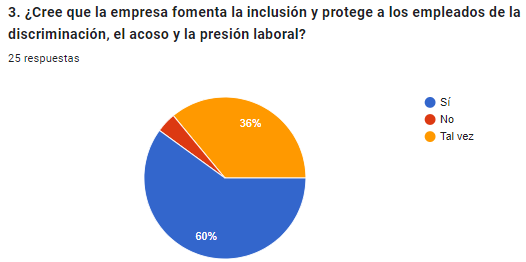 3. ¿Cree que la empresa fomenta la inclusión y protege a los empleados de la
discriminación, el acoso y la presión laboral?
25 respuestas
Sí
No
Tal vez
36%
60%